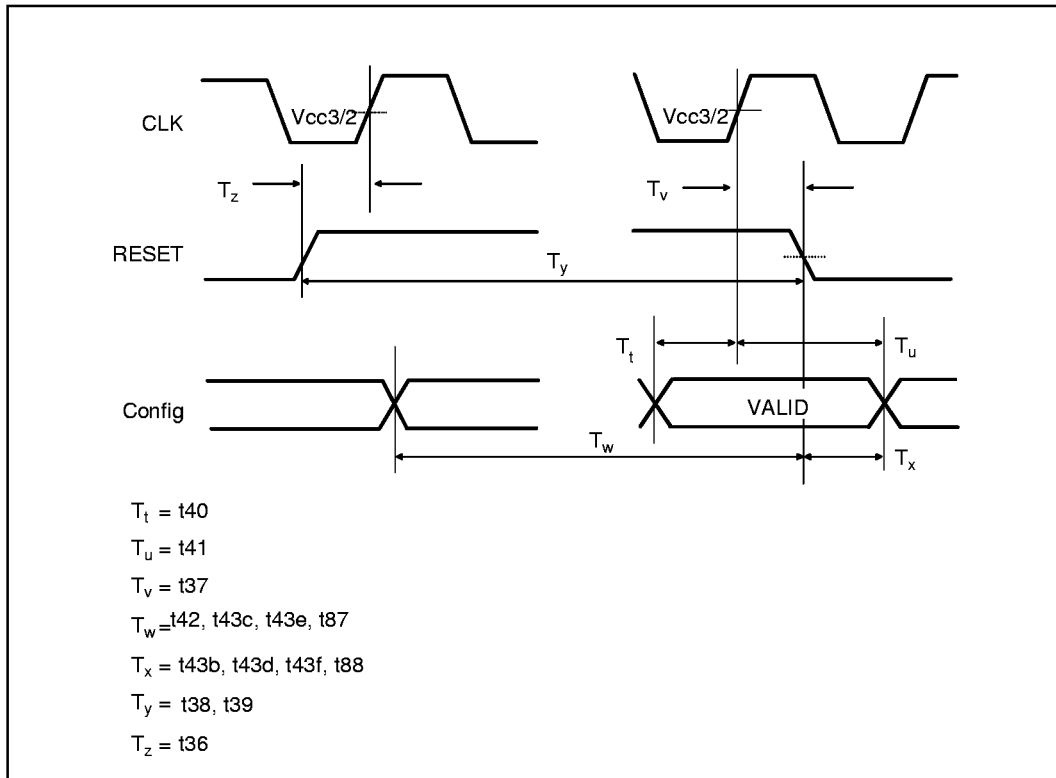 CLK
Vcc3/2
Vcc3/2
Tz
Tv
RESET
Ty
Tt
Tu
Config
VALID
Tw
Tx
Tt = t40
Tu = t41
Tv = t37
Tw = t42, t43c, t43e, t87
Tx = t43b, t43d, t43f, t88
Ty = t38, t39
Tz = t36